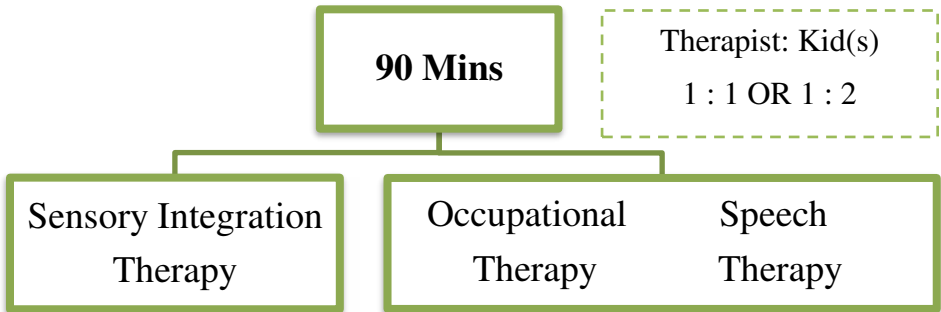 90 Mins
Therapist: Kid(s)
1 : 1 OR 1 : 2
Sensory Integration
Therapy
Occupational Speech
Therapy Therapy